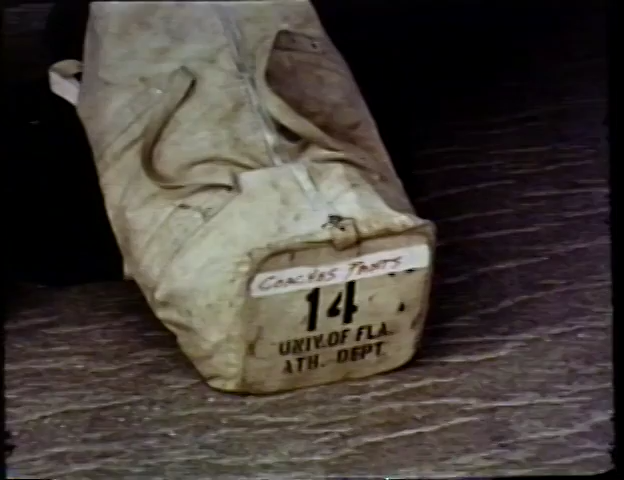 COACHES PANTS
14
UNIV. OF FLA.
ATH. DEPT.